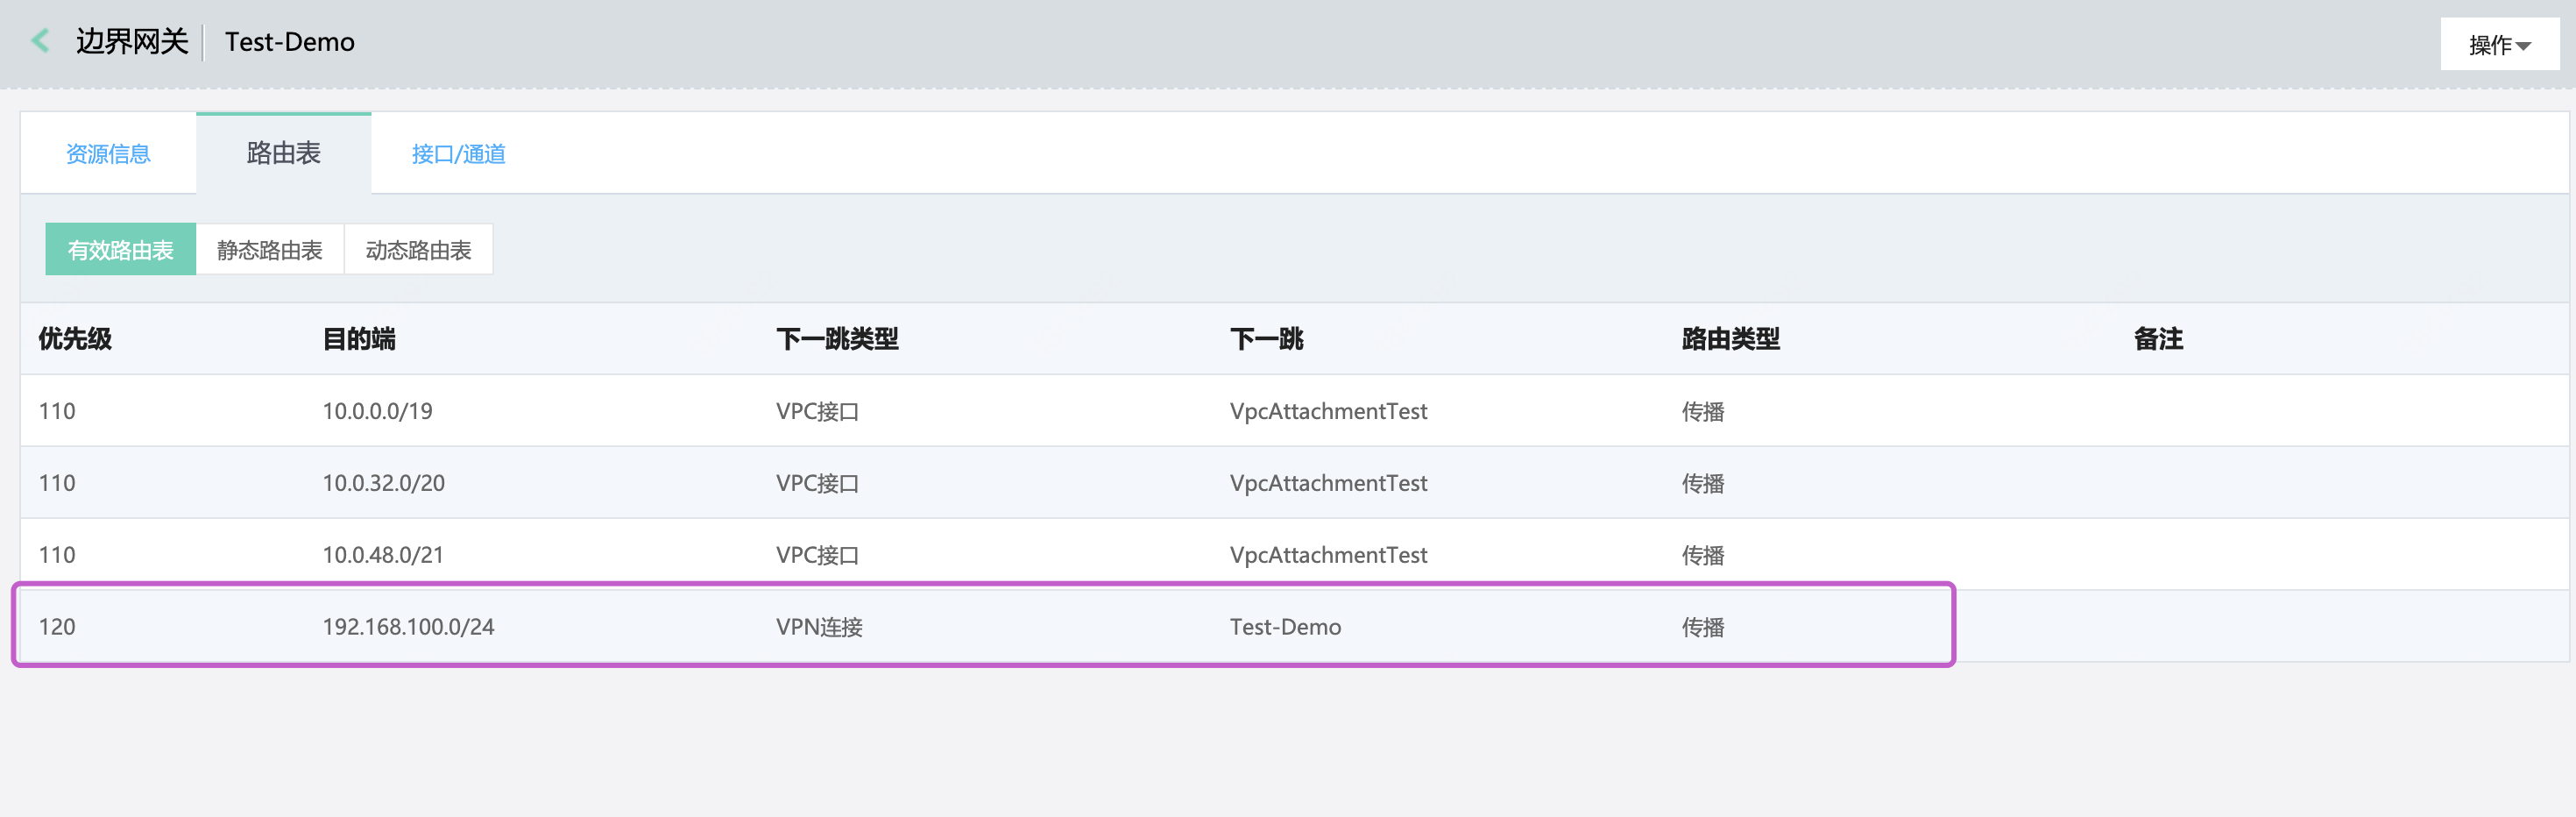 边界网关 Test-Demo 操作
资源信息 路由表 接口/通道
有效路由表 静态路由表 动态路由表
优先级 目的端 下一跳类型 下一跳 路由类型 备注
110 10.0.0.0/19 VPC接口 VpcAttachmentTest 传播
110 10.0.32.0/20 VPC接口 VpcAttachmentTest 传播
110 10.0.48.0/21 VPC接口 VpcAttachmentTest 传播
120 192.168.100.0/24 VPN连接 Test-Demo 传播